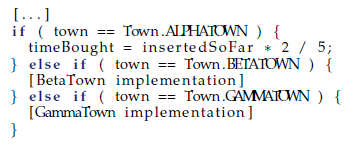 [...]
if ( town == Town.ALPHATOWN ) {
timeBought = insertedSoFar * 2 / 5;
} else if ( town == Town.BETATOWN ) {
[BetaTown implementation]
} else if ( town == Town.GAMMATOWN ) {
[GammaTown implementation]
}